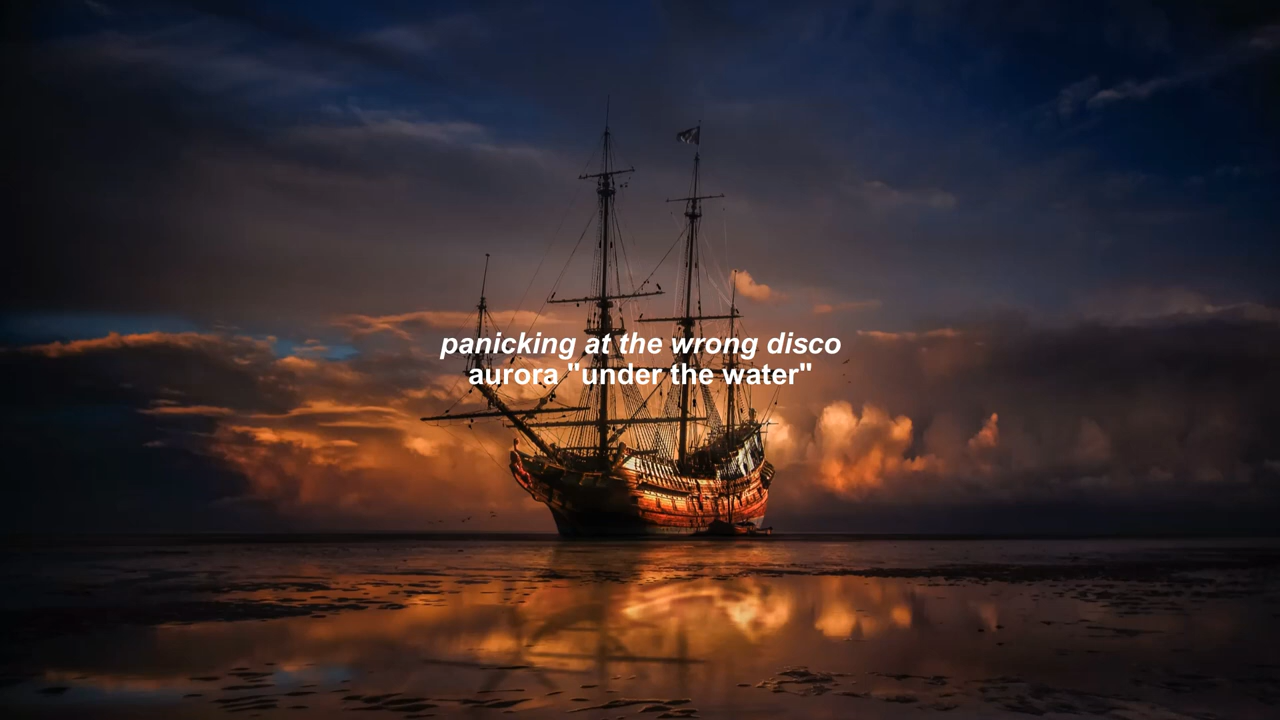 panicking at the wrong disco
aurora "under the water"